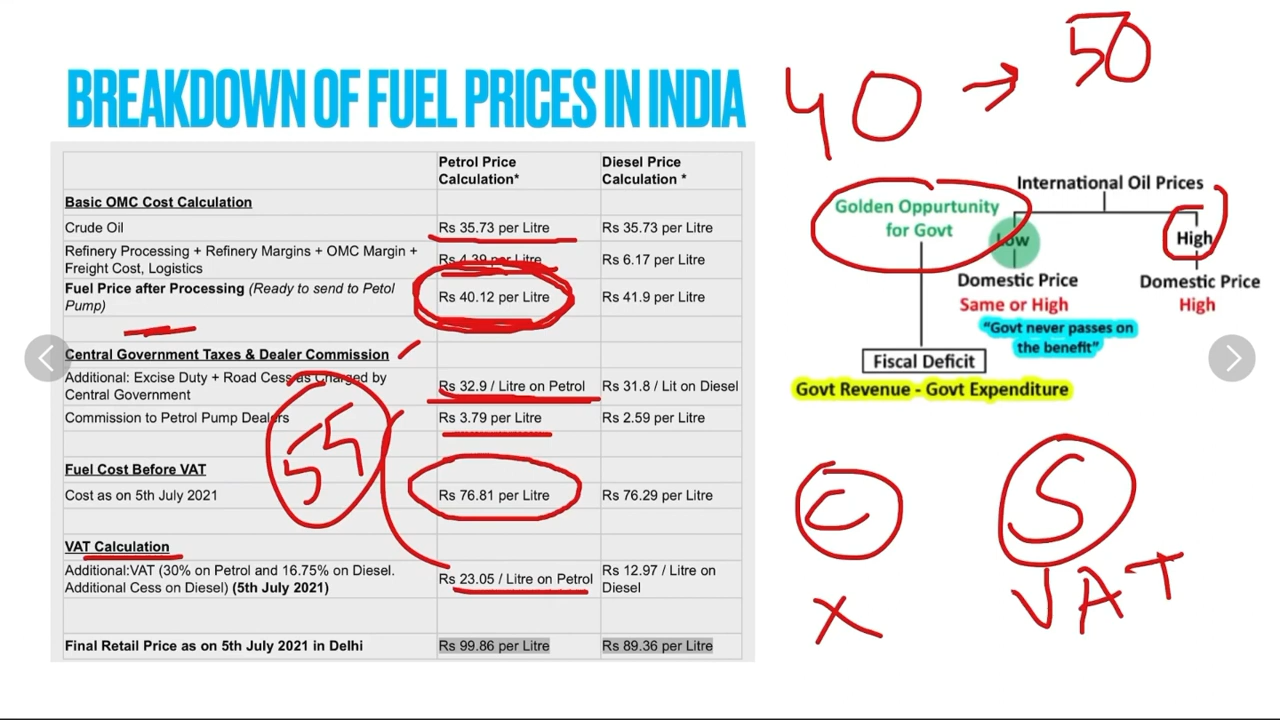 BREAKDOWN OF FUEL PRICES IN INDIA
40 → 50
Petrol Price Calculation* Diesel Price Calculation *
Basic OMC Cost Calculation
Crude Oil Rs 35.73 per Litre Rs 35.73 per Litre
Refinery Processing + Refinery Margins + OMC Margin +
Freight Cost, Logistics Rs 4.39 per Litre Rs 6.17 per Litre
Fuel Price after Processing (Ready to send to Petol
Pump) Rs 40.12 per Litre Rs 41.9 per Litre
Central Government Taxes & Dealer Commission
Additional: Excise Duty + Road Cess as Charged by
Central Government Rs 32.9 / Litre on Petrol Rs 31.8 / Lit on Diesel
Commission to Petrol Pump Dealers Rs 3.79 per Litre Rs 2.59 per Litre
55
Fuel Cost Before VAT
Cost as on 5th July 2021 Rs 76.81 per Litre Rs 76.29 per Litre
VAT Calculation
Additional:VAT (30% on Petrol and 16.75% on Diesel.
Additional Cess on Diesel) (5th July 2021) Rs 23.05 / Litre on Petrol Rs 12.97 / Litre on
Diesel
Final Retail Price as on 5th July 2021 in Delhi Rs 99.86 per Litre Rs 89.36 per Litre
International Oil Prices
Golden Oppurtunity
for Govt
Low
High
Domestic Price
Same or High
"Govt never passes on
the benefit"
Domestic Price
High
Fiscal Deficit
Govt Revenue - Govt Expenditure
C S
X VAT